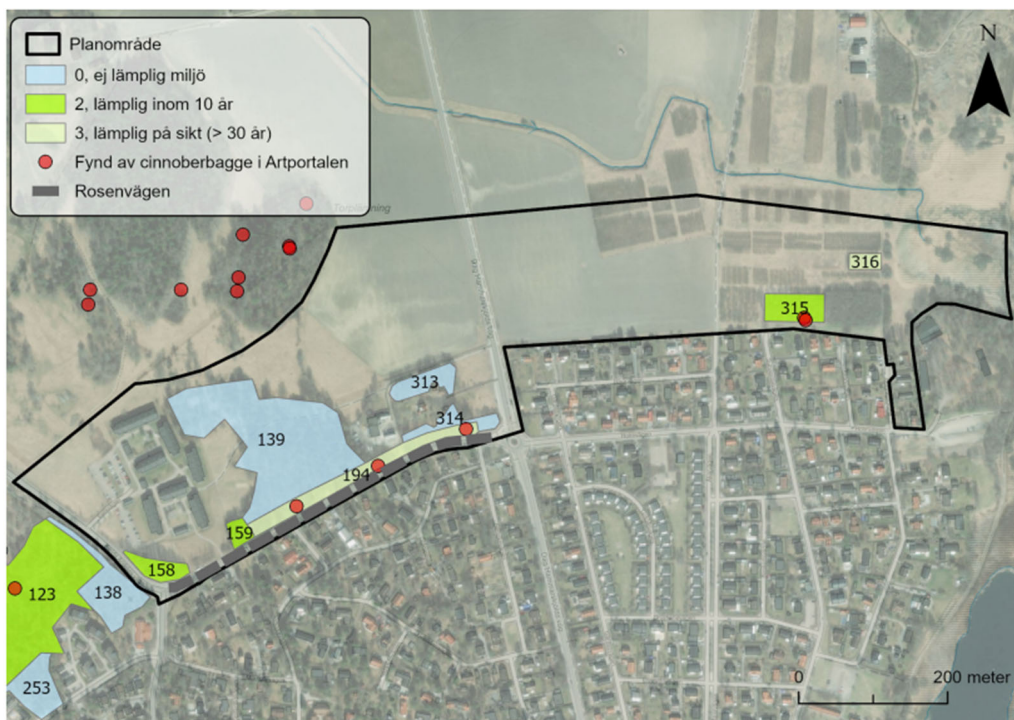 Planområde
0, ej lämplig miljö
2, lämplig inom 10 år
3, lämplig på sikt (> 30 år)
Fynd av cinnoberbagge i Artportalen
Rosenvägen
N
316
315
313
314
139
194
159
158
123
138
253
0 200 meter